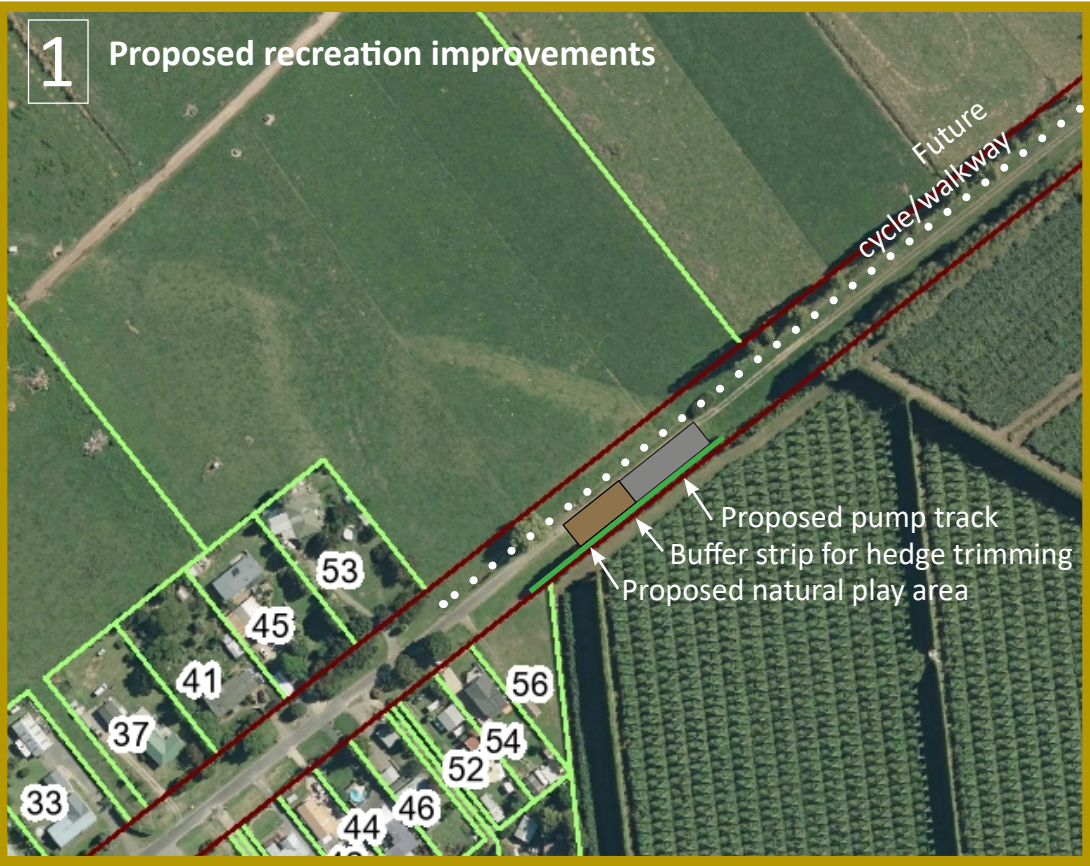 1
Proposed recreation improvements
Future
cycle/walkway
Proposed pump track
Buffer strip for hedge trimming
Proposed natural play area
53
45
41
37
33
56
54
52
46
44